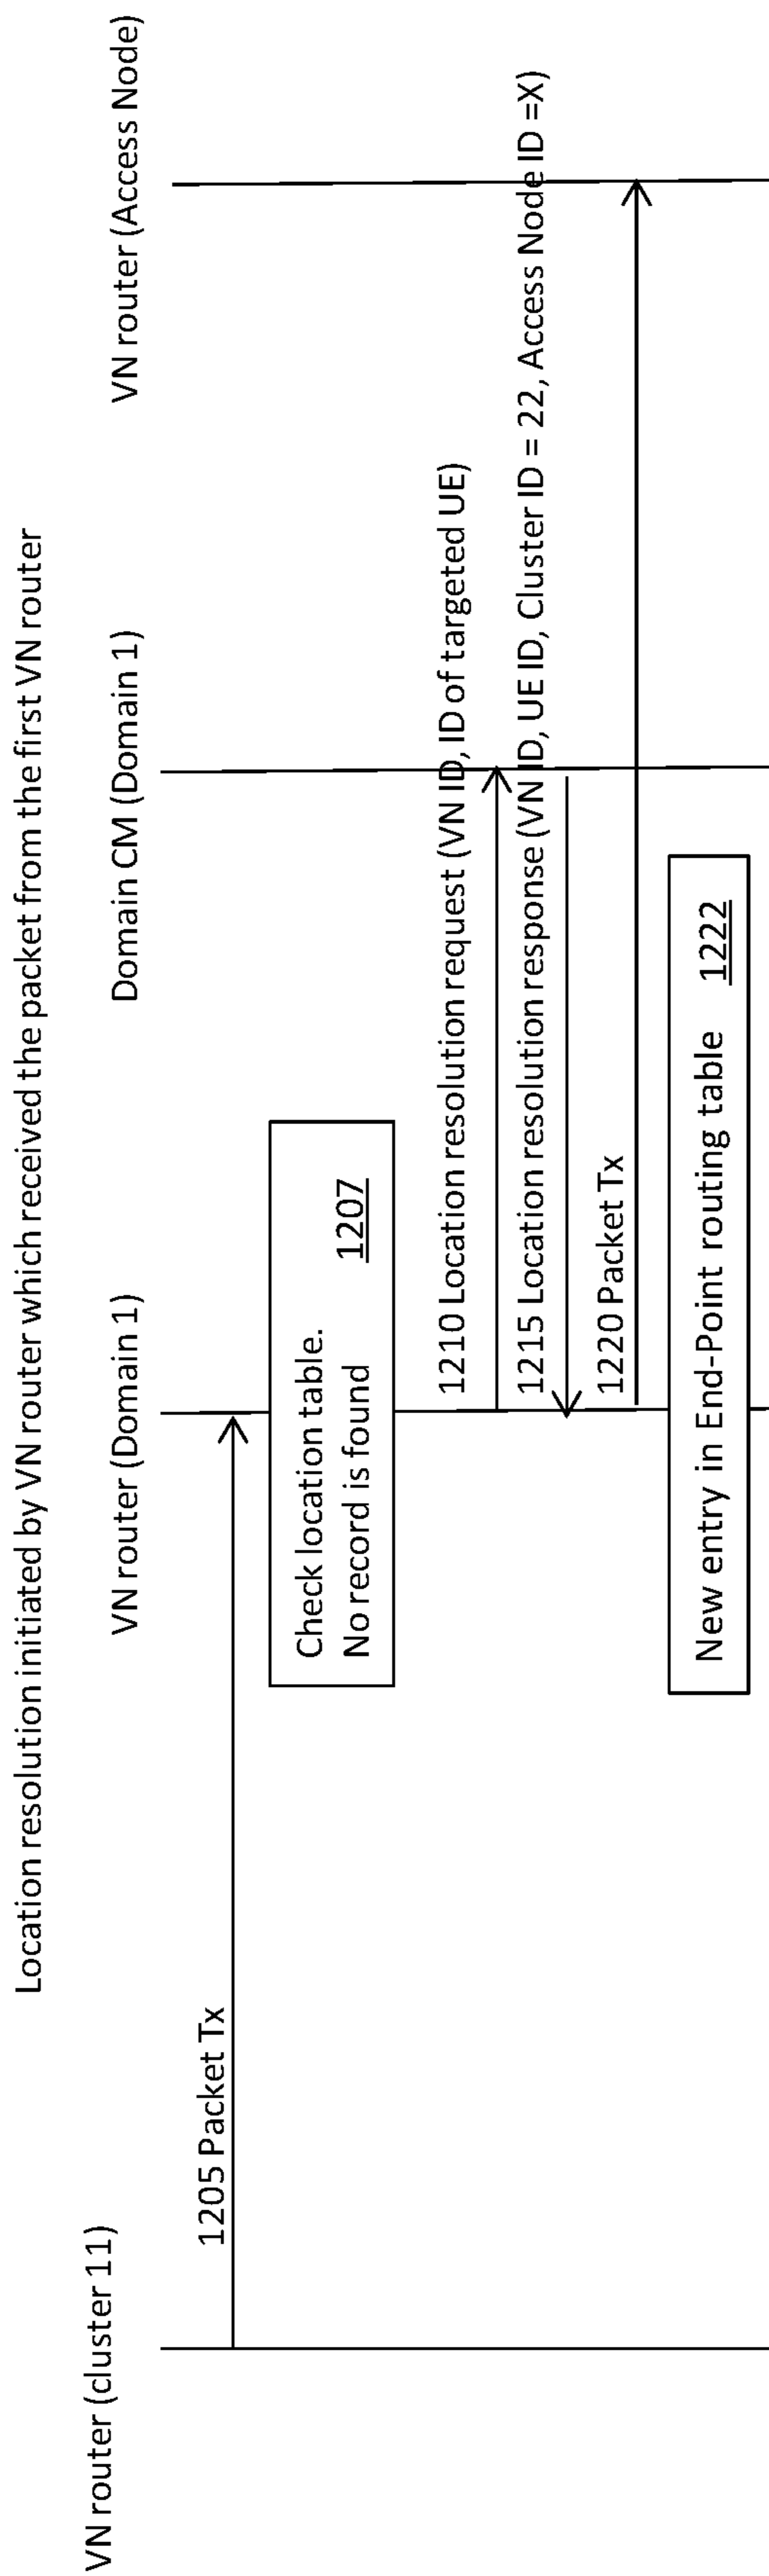 Location resolution initiated by VN router which received the packet from the first VN router
VN router (cluster 11)
VN router (Domain 1)
Domain CM (Domain 1)
VN router (Access Node)
1205 Packet Tx
Check location table.
No record is found
1207
1210 Location resolution request (VN ID, ID of targeted UE)
1215 Location resolution response (VN ID, UE ID, Cluster ID = 22, Access Node ID =X)
1220 Packet Tx
New entry in End-Point routing table 1222